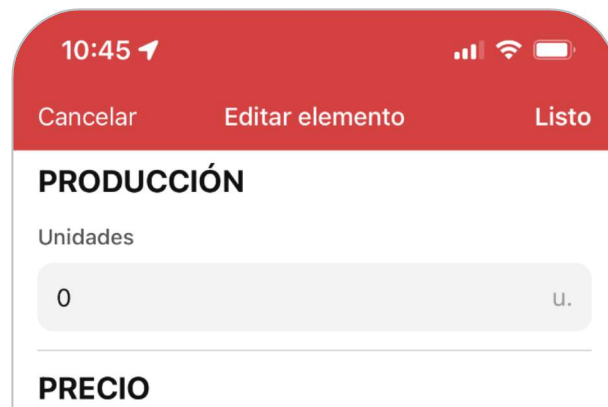 10:45
Cancelar Editar elemento Listo
PRODUCCIÓN
Unidades
0 u.
PRECIO